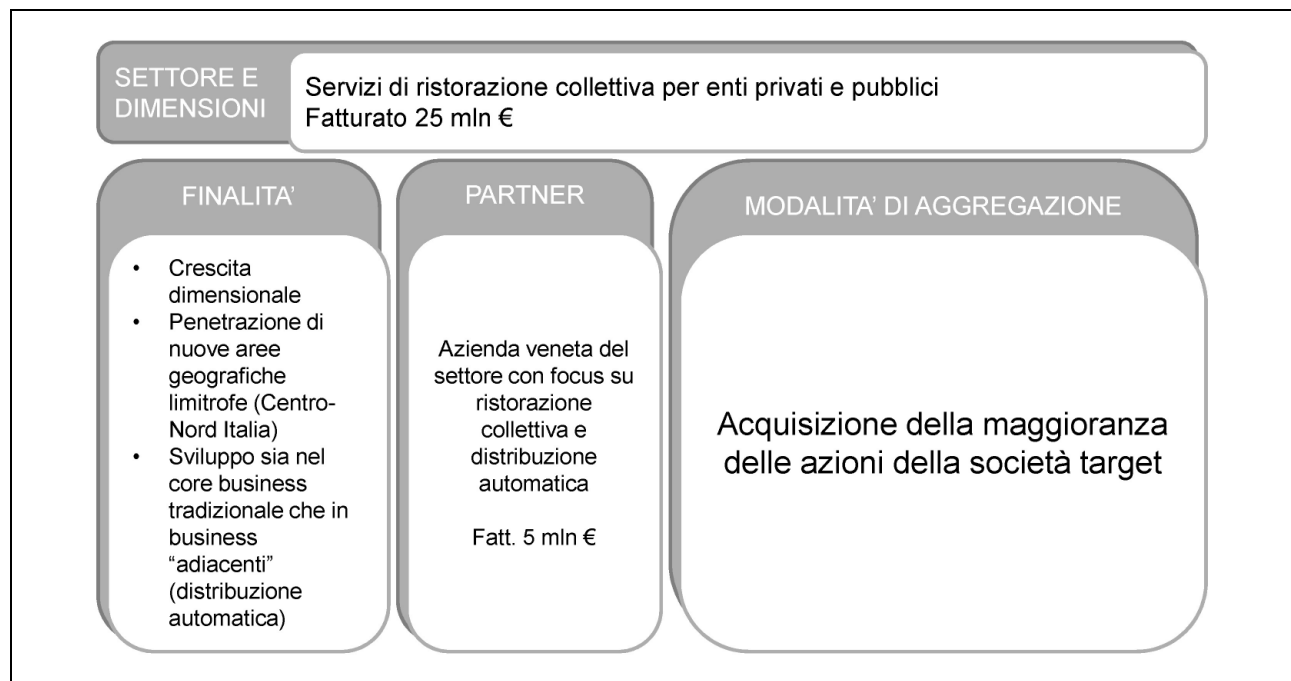 SETTORE E
DIMENSIONI
Servizi di ristorazione collettiva per enti privati e pubblici
Fatturato 25 mln €
FINALITA’
• Crescita
dimensionale
• Penetrazione di
nuove aree
geografiche
limitrofe (Centro-
Nord Italia)
• Sviluppo sia nel
core business
tradizionale che in
business
“adiacenti”
(distribuzione
automatica)
PARTNER
Azienda veneta del
settore con focus su
ristorazione
collettiva e
distribuzione
automatica
Fatt. 5 mln €
MODALITA’ DI AGGREGAZIONE
Acquisizione della maggioranza
delle azioni della società target